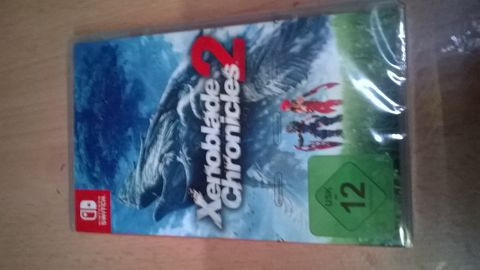 NINTENDO
SWITCH
Xenoblade
Chronicles 2
USK
12